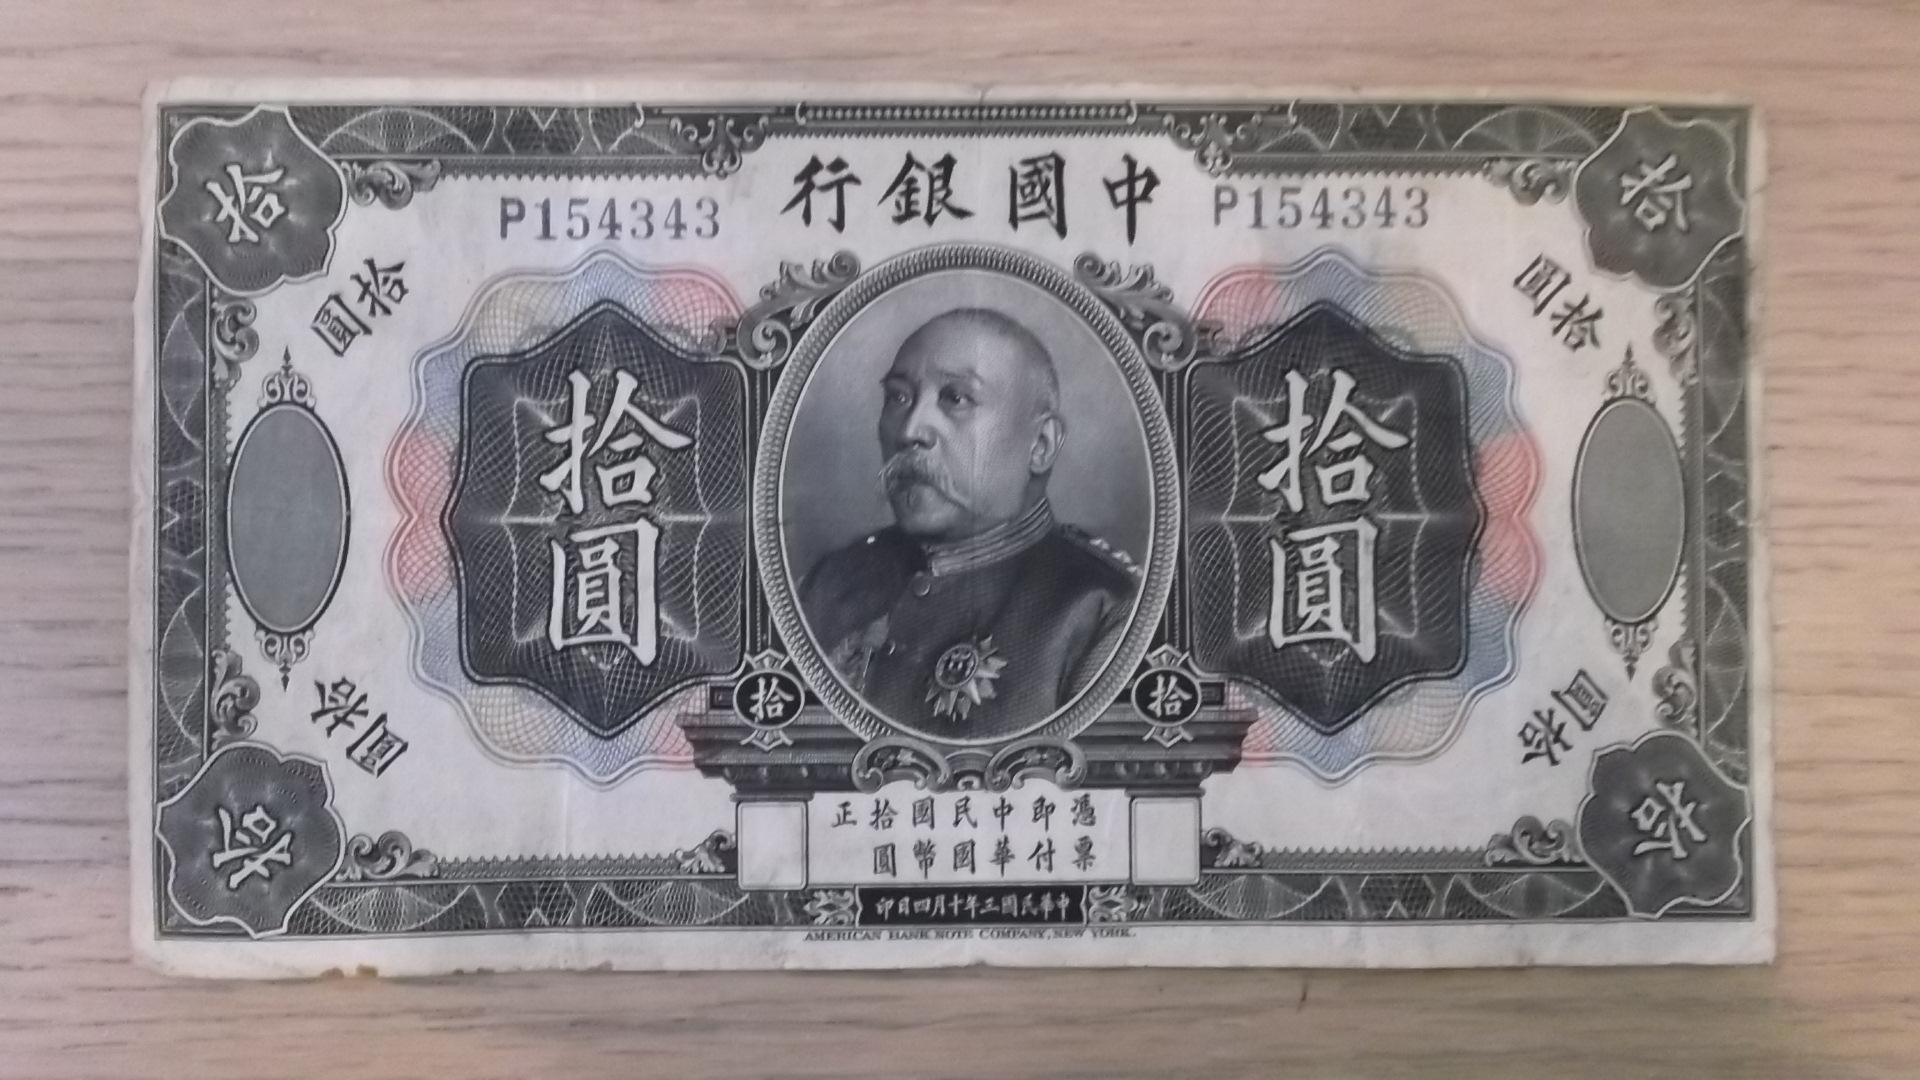 拾
中國銀行
拾
P154343
P154343
拾圓
拾圓
拾圓
拾圓
拾
拾
拾圓
拾圓
憑票即付中華民國國幣拾圓正
拾
拾
中華民國三年十月四日印
AMERICAN BANK NOTE COMPANY, NEW YORK.